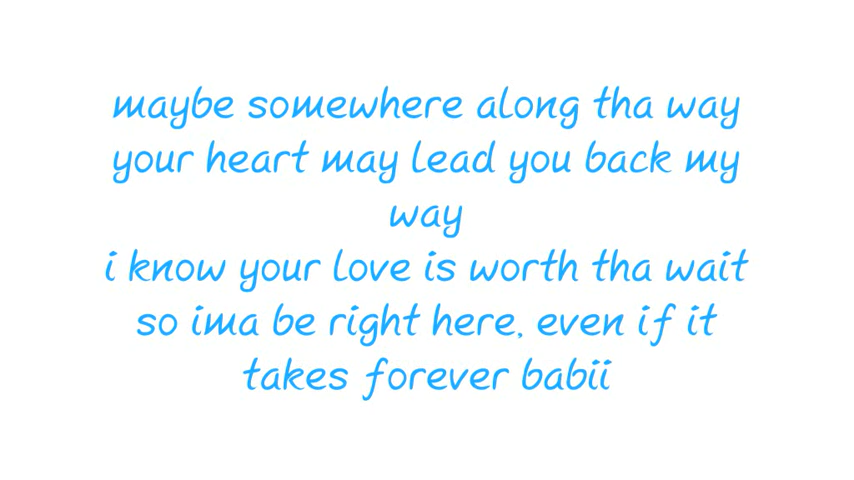 maybe somewhere along tha way
your heart may lead you back my
way
i know your love is worth tha wait
so ima be right here, even if it
takes forever babii